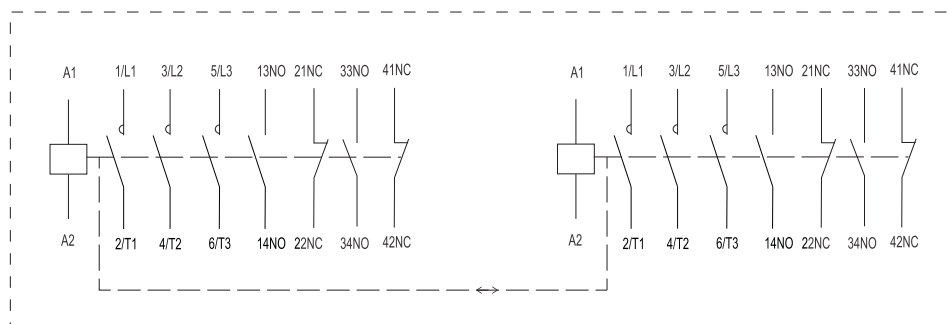 A1 1/L1 3/L2 5/L3 13NO 21NC 33NO 41NC
A2 2/T1 4/T2 6/T3 14NO 22NC 34NO 42NC
A1 1/L1 3/L2 5/L3 13NO 21NC 33NO 41NC
A2 2/T1 4/T2 6/T3 14NO 22NC 34NO 42NC